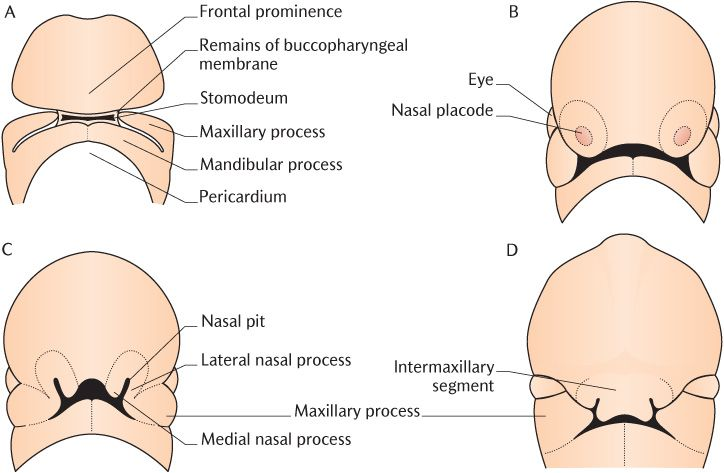 A
Frontal prominence
Remains of buccopharyngeal
membrane
Stomodeum
Maxillary process
Mandibular process
Pericardium
B
Eye
Nasal placode
C
Nasal pit
Lateral nasal process
Maxillary process
Medial nasal process
D
Intermaxillary
segment